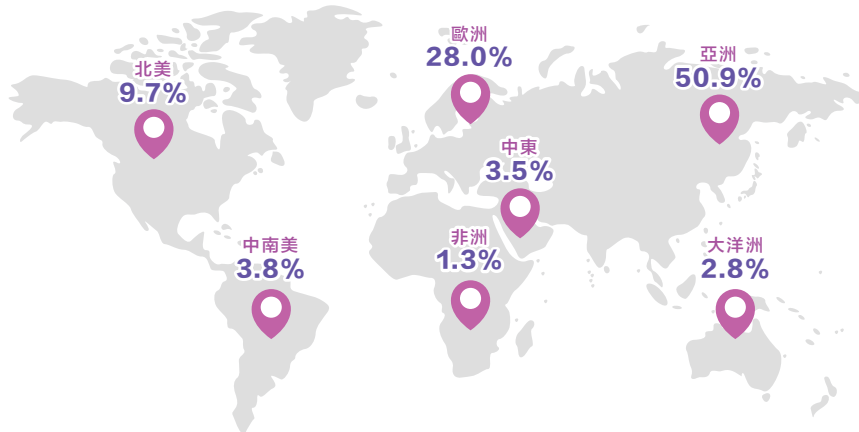 歐洲
28.0%
亞洲
50.9%
北美
9.7%
中東
3.5%
中南美
3.8%
非洲
1.3%
大洋洲
2.8%